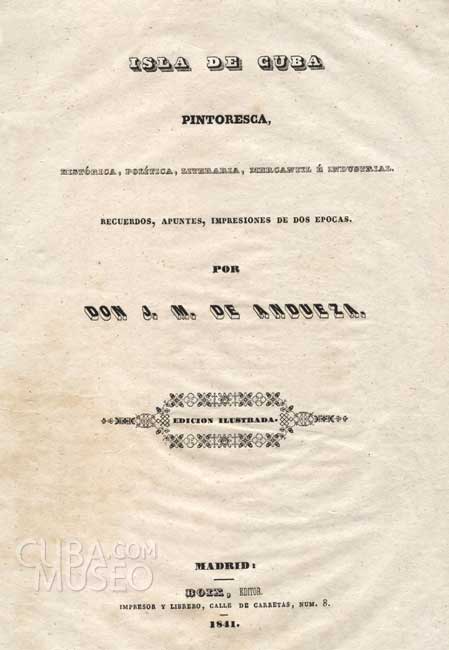 ISLA DE CUBA
PINTORESCA,
HISTÓRICA, POLÍTICA, LITERARIA, MERCANTIL É INDUSTRIAL.
RECUERDOS, APUNTES, IMPRESIONES DE DOS EPOCAS.
POR
DON J. M. DE ANDUEZA.
EDICION ILUSTRADA.
MADRID:
BOIX, EDITOR.
IMPRESOR Y LIBRERO, CALLE DE CARRETAS, NUM. 8.
1841.
CUBA.COM
MUSEO